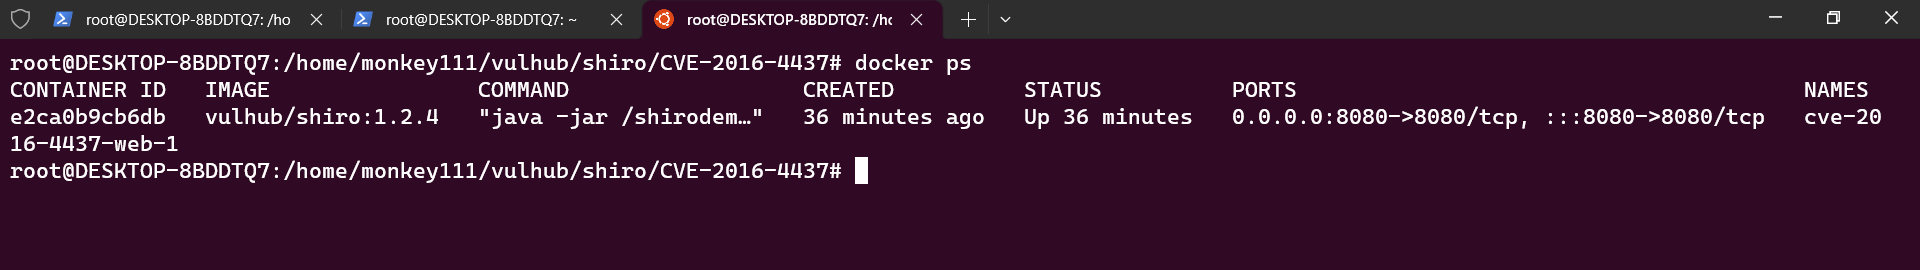 root@DESKTOP-8BDDTQ7: /ho
root@DESKTOP-8BDDTQ7: ~
root@DESKTOP-8BDDTQ7: /ho
root@DESKTOP-8BDDTQ7:/home/monkey111/vulhub/shiro/CVE-2016-4437# docker ps
CONTAINER ID   IMAGE                COMMAND                  CREATED          STATUS          PORTS                                       NAMES
e2ca0b9cb6db   vulhub/shiro:1.2.4   "java -jar /shirodem…"   36 minutes ago   Up 36 minutes   0.0.0.0:8080->8080/tcp, :::8080->8080/tcp   cve-20
16-4437-web-1
root@DESKTOP-8BDDTQ7:/home/monkey111/vulhub/shiro/CVE-2016-4437#